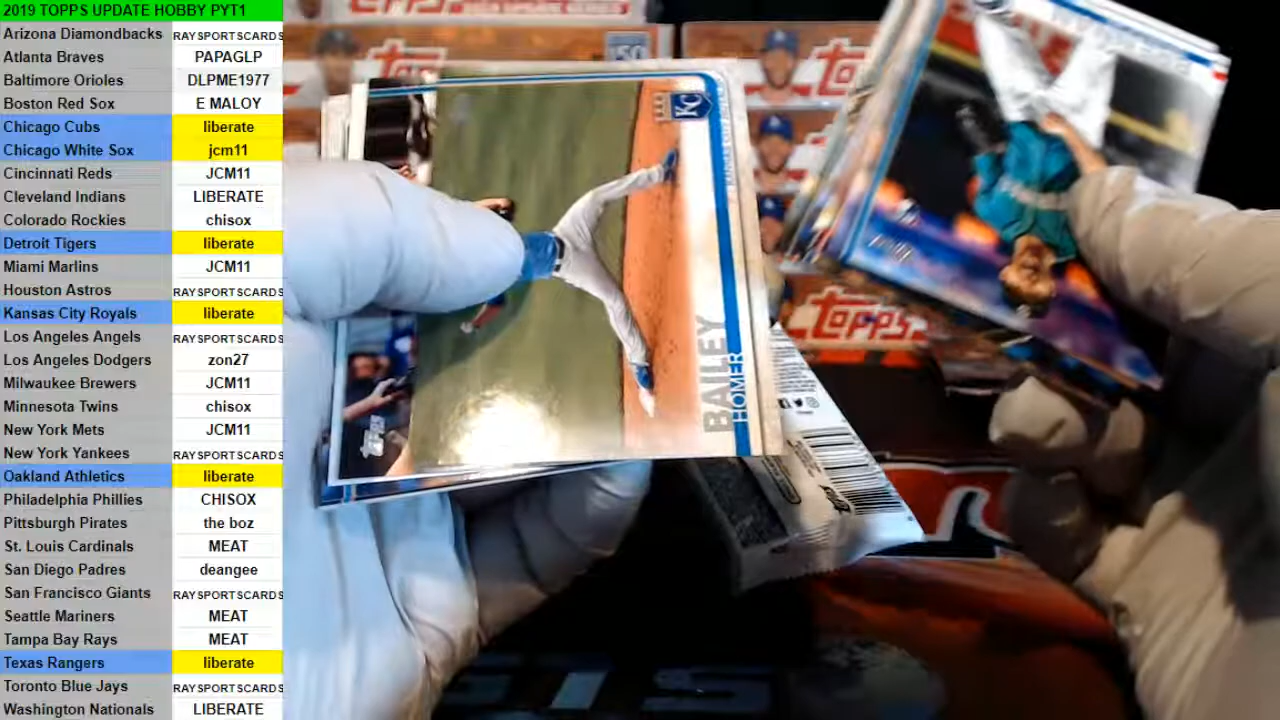 2019 TOPPS UPDATE HOBBY PYT1
Arizona Diamondbacks RAYSPORTSCARDS
Atlanta Braves PAPAGLP
Baltimore Orioles DLPME1977
Boston Red Sox E MALOY
Chicago Cubs liberate
Chicago White Sox jcm11
Cincinnati Reds JCM11
Cleveland Indians LIBERATE
Colorado Rockies chisox
Detroit Tigers liberate
Miami Marlins JCM11
Houston Astros RAYSPORTSCARDS
Kansas City Royals liberate
Los Angeles Angels RAYSPORTSCARDS
Los Angeles Dodgers zon27
Milwaukee Brewers JCM11
Minnesota Twins chisox
New York Mets JCM11
New York Yankees RAYSPORTSCARDS
Oakland Athletics liberate
Philadelphia Phillies CHISOX
Pittsburgh Pirates the boz
St. Louis Cardinals MEAT
San Diego Padres deangee
San Francisco Giants RAYSPORTSCARDS
Seattle Mariners MEAT
Tampa Bay Rays MEAT
Texas Rangers liberate
Toronto Blue Jays RAYSPORTSCARDS
Washington Nationals LIBERATE
topps
150
topps
topps
KC
HOMER
BAILEY